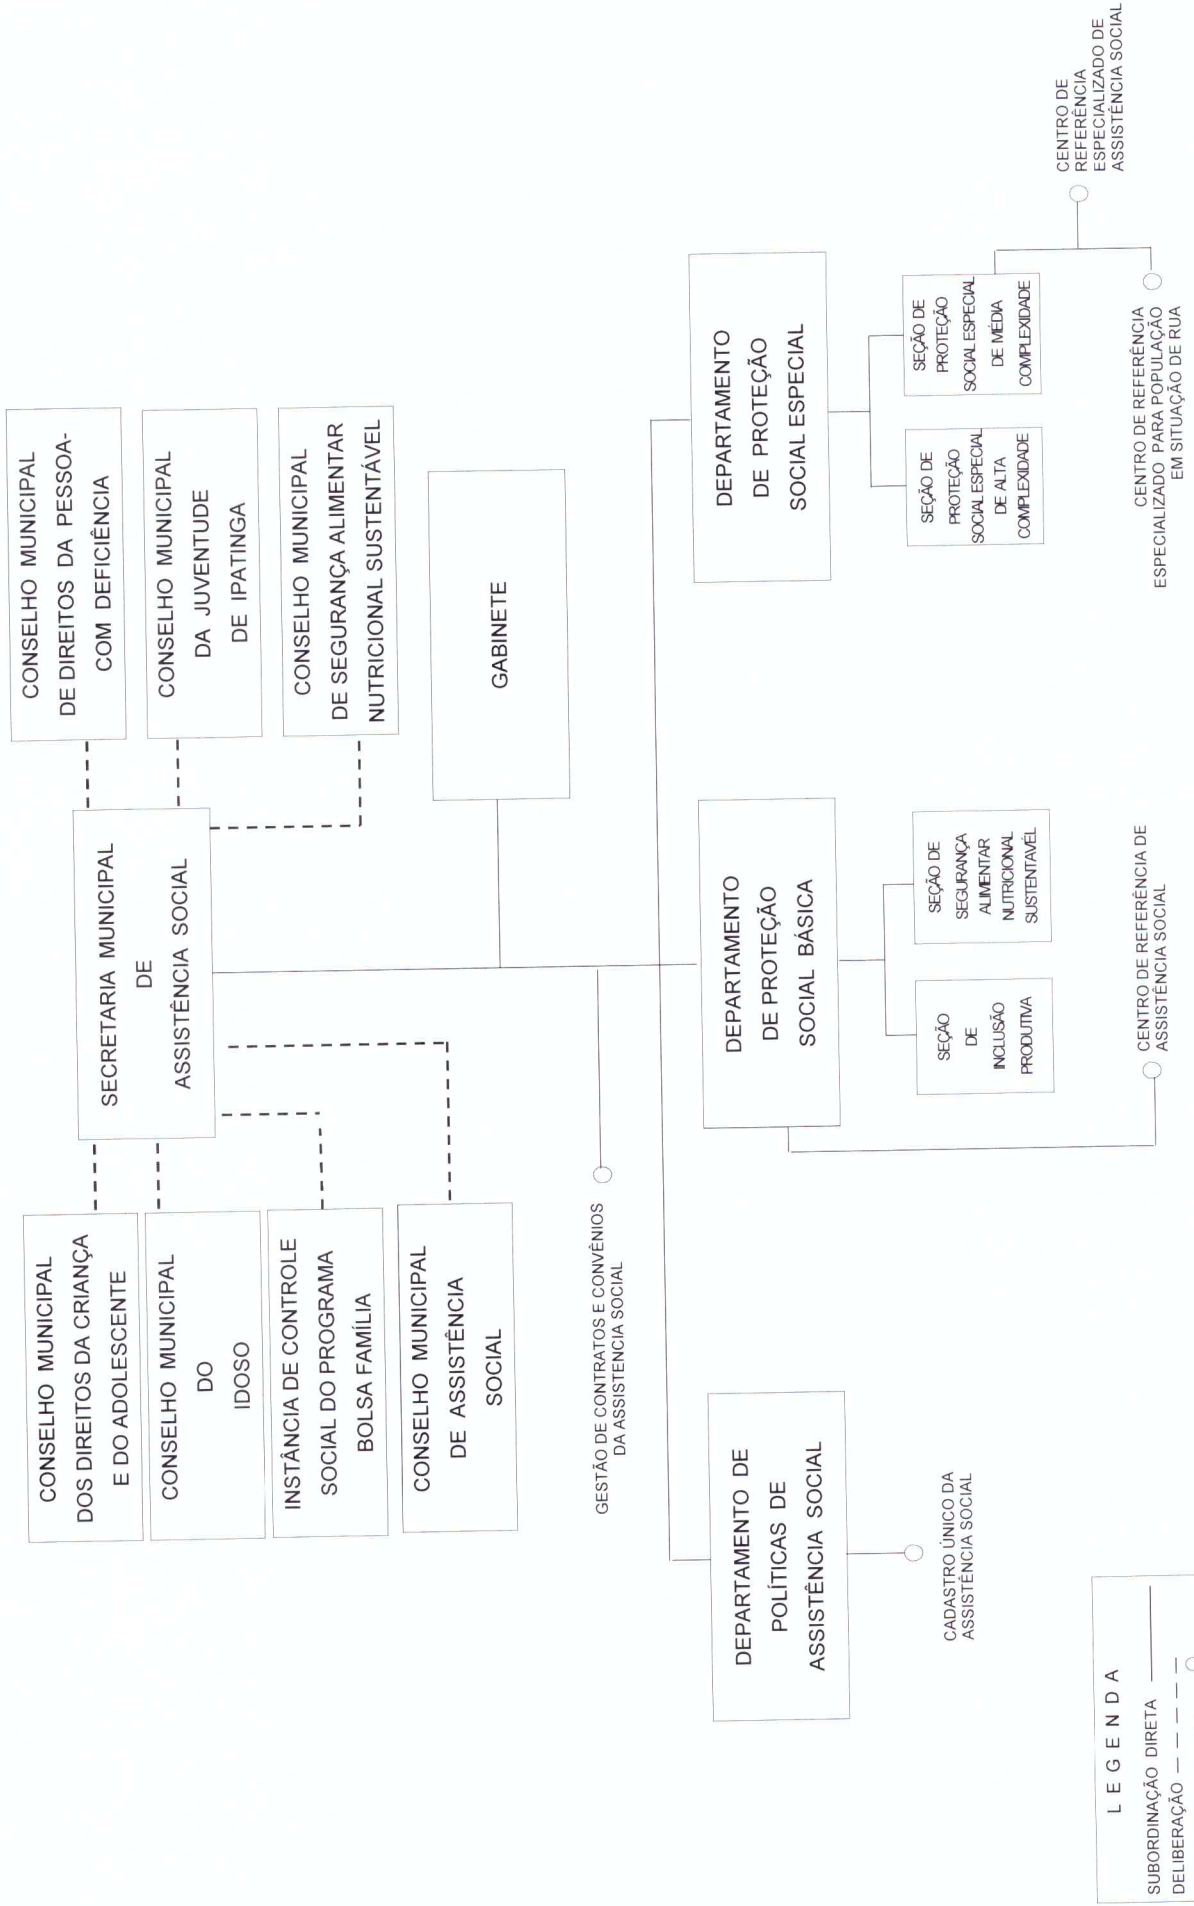 CONSELHO MUNICIPAL
DOS DIREITOS DA CRIANÇA
E DO ADOLESCENTE
CONSELHO MUNICIPAL
DO
IDOSO
INSTÂNCIA DE CONTROLE
SOCIAL DO PROGRAMA
BOLSA FAMÍLIA
CONSELHO MUNICIPAL
DE ASSISTÊNCIA
SOCIAL
SECRETARIA MUNICIPAL
DE
ASSISTÊNCIA SOCIAL
CONSELHO MUNICIPAL
DE DIREITOS DA PESSOA-
COM DEFICIÊNCIA
CONSELHO MUNICIPAL
DA JUVENTUDE
DE IPATINGA
CONSELHO MUNICIPAL
DE SEGURANÇA ALIMENTAR
NUTRICIONAL SUSTENTÁVEL
GABINETE
GESTÃO DE CONTRATOS E CONVÊNIOS
DA ASSISTENCIA SOCIAL
DEPARTAMENTO DE
POLÍTICAS DE
ASSISTÊNCIA SOCIAL
CADASTRO ÚNICO DA
ASSISTÊNCIA SOCIAL
DEPARTAMENTO
DE PROTEÇÃO
SOCIAL BÁSICA
SEÇÃO
DE
INCLUSÃO
PRODUTIVA
SEÇÃO DE
SEGURANÇA
ALIMENTAR
NUTRICIONAL
SUSTENTAVÉL
CENTRO DE REFERÊNCIA DE
ASSISTÊNCIA SOCIAL
DEPARTAMENTO
DE PROTEÇÃO
SOCIAL ESPECIAL
SEÇÃO DE
PROTEÇÃO
SOCIAL ESPECIAL
DE ALTA
COMPLEXIDADE
SEÇÃO DE
PROTEÇÃO
SOCIAL ESPECIAL
DE MÉDIA
COMPLEXIDADE
CENTRO DE
REFERÊNCIA
ESPECIALIZADO DE
ASSISTÊNCIA SOCIAL
CENTRO DE REFERÊNCIA
ESPECIALIZADO PARA POPULAÇÃO
EM SITUAÇÃO DE RUA
L E G E N D A
SUBORDINAÇÃO DIRETA
DELIBERAÇÃO